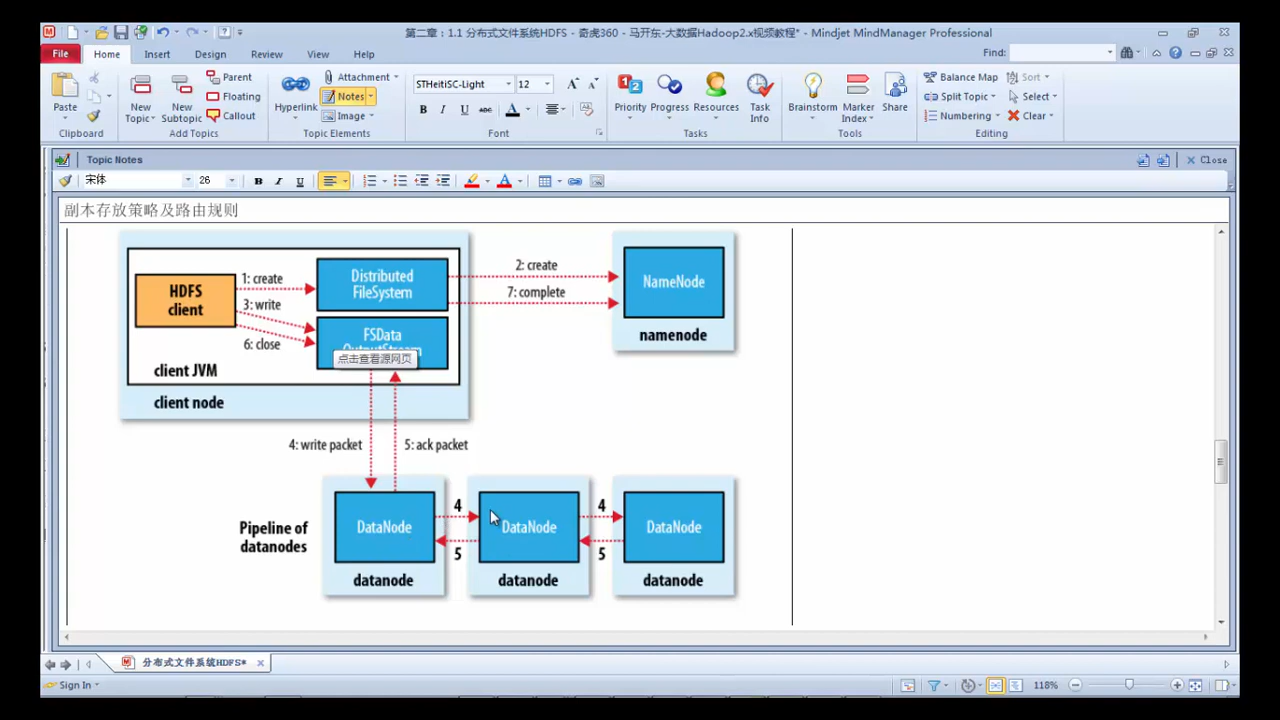 第二章：1.1 分布式文件系统HDFS - 奇虎360 - 马开东-大数据Hadoop2.x视频教程* - Mindjet MindManager Professional
File Home Insert Design Review View Help Find:
Paste
Clipboard
New Topic
New Subtopic
Parent
Floating
Callout
Add Topics
Hyperlink
Attachment
Notes
Image
Topic Elements
STHeitiSC-Light 12
B I U abc A
Font
Priority Progress Resources Task Info
Tasks
Brainstorm Marker Index Share
Tools
Balance Map Sort
Split Topic Select
Numbering Clear
Editing
Topic Notes Close
宋体 26 B I U A
副本存放策略及路由规则
HDFS client
1: create
3: write
6: close
Distributed FileSystem
FSData
点击查看源网页
client JVM
client node
2: create
7: complete
NameNode
namenode
4: write packet
5: ack packet
Pipeline of datanodes
DataNode 4 DataNode 4 DataNode
5 5
datanode datanode datanode
分布式文件系统HDFS*
Sign In 118%